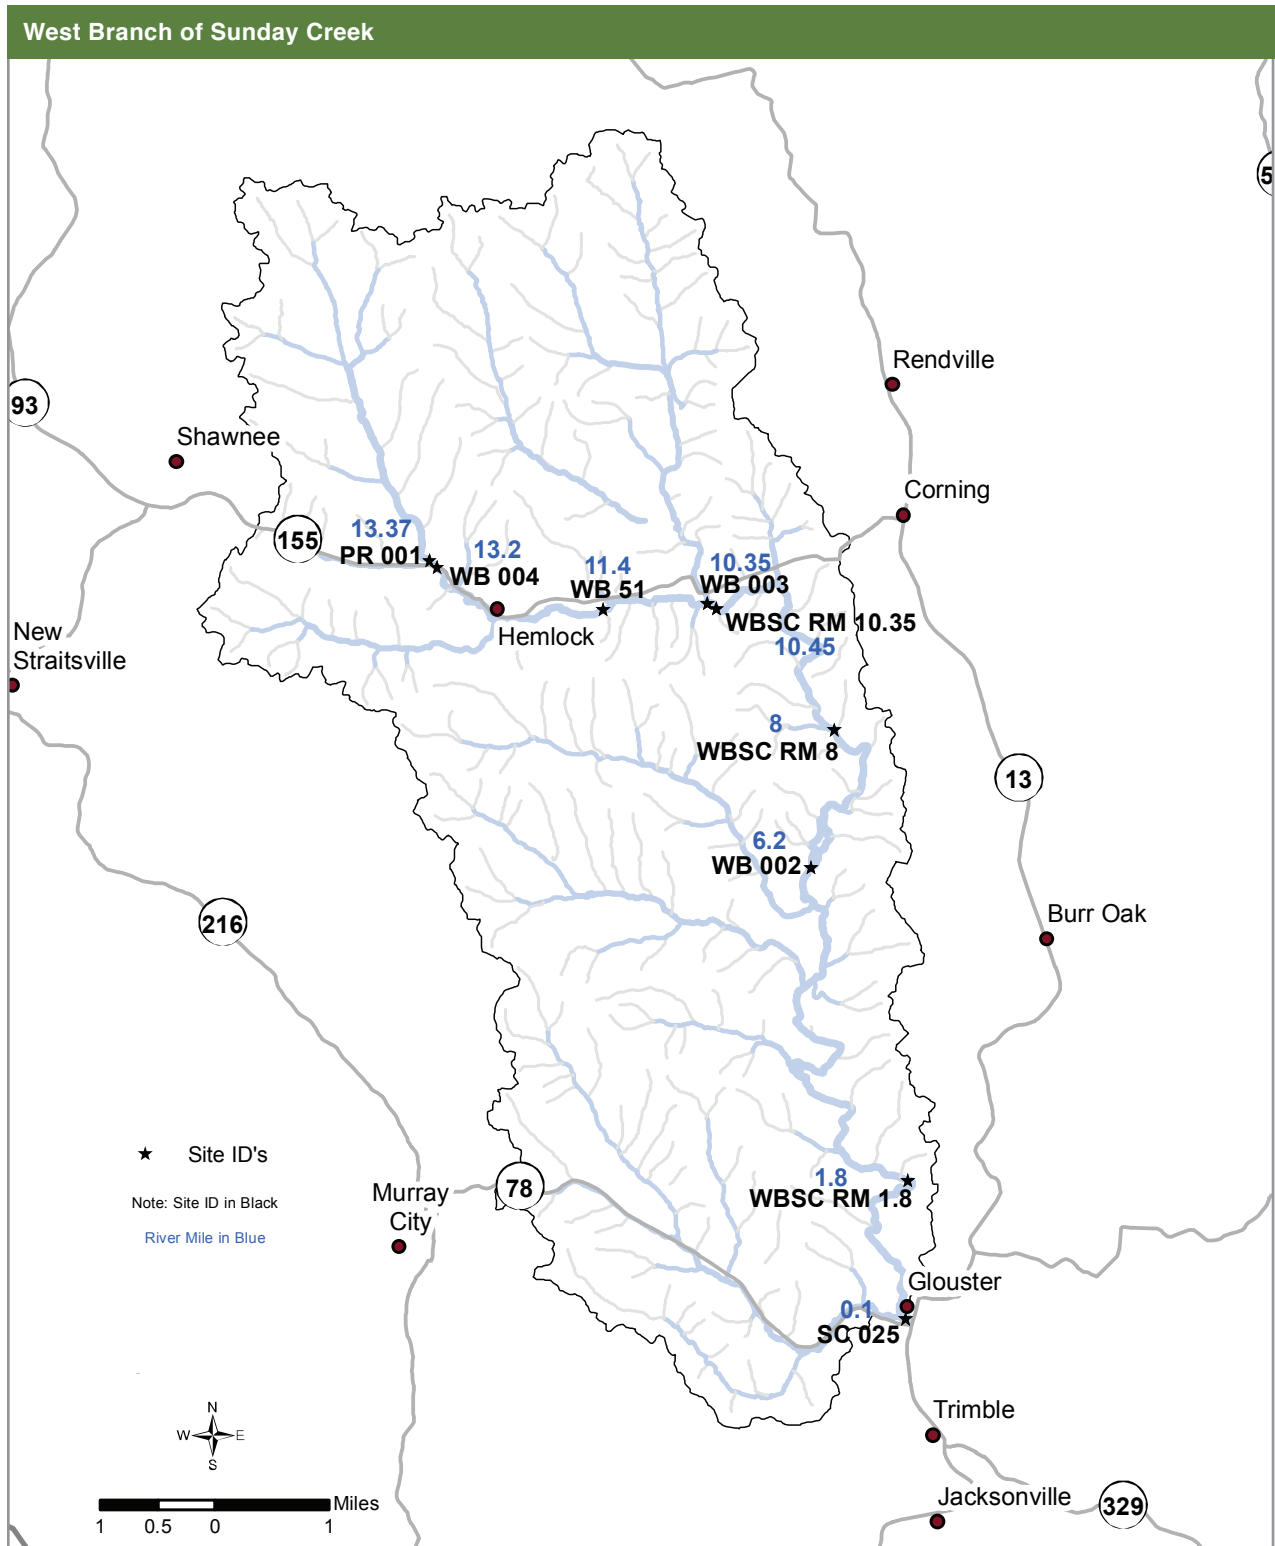 West Branch of Sunday Creek
5
Rendville
93
Shawnee
Corning
155
13.37
PR 001
13.2
WB 004
11.4
WB 51
10.35
WB 003
WBSC RM 10.35
10.45
Hemlock
New
Straitsville
8
WBSC RM 8
13
6.2
WB 002
216
Burr Oak
Site ID's
Note: Site ID in Black
River Mile in Blue
Murray
City
78
1.8
WBSC RM 1.8
Glouster
0.1
SC 025
Trimble
N
W E
S
Miles
1 0.5 0 1
Jacksonville
329